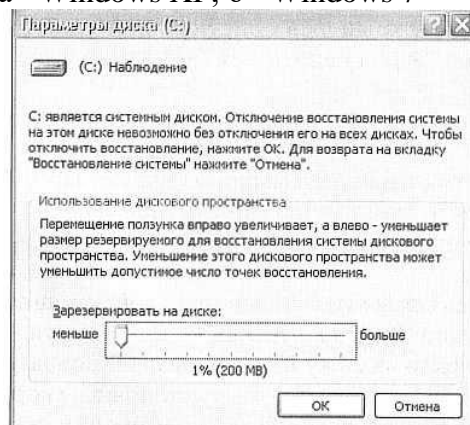 а – Windows XP; б – Windows 7
Параметры диска (C:)
(C:) Наблюдение
C: является системным диском. Отключение восстановления системы
на этом диске невозможно без отключения его на всех дисках. Чтобы
отключить восстановление, нажмите ОК. Для возврата на вкладку
"Восстановление системы" нажмите "Отмена".
Использование дискового пространства
Перемещение ползунка вправо увеличивает, а влево - уменьшает
размер резервируемого для восстановления системы дискового
пространства. Уменьшение этого дискового пространства может
уменьшить допустимое число точек восстановления.
Зарезервировать на диске:
меньше больше
1% (200 MB)
ОК Отмена